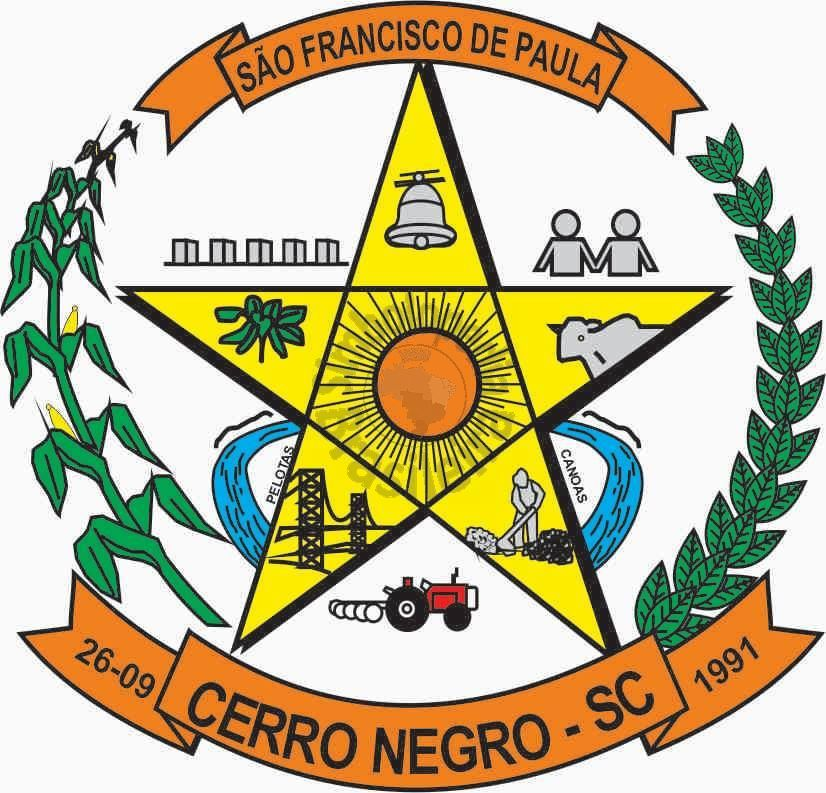 SÃO FRANCISCO DE PAULA
PELOTAS
CANOAS
26-09
CERRO NEGRO - SC
1991